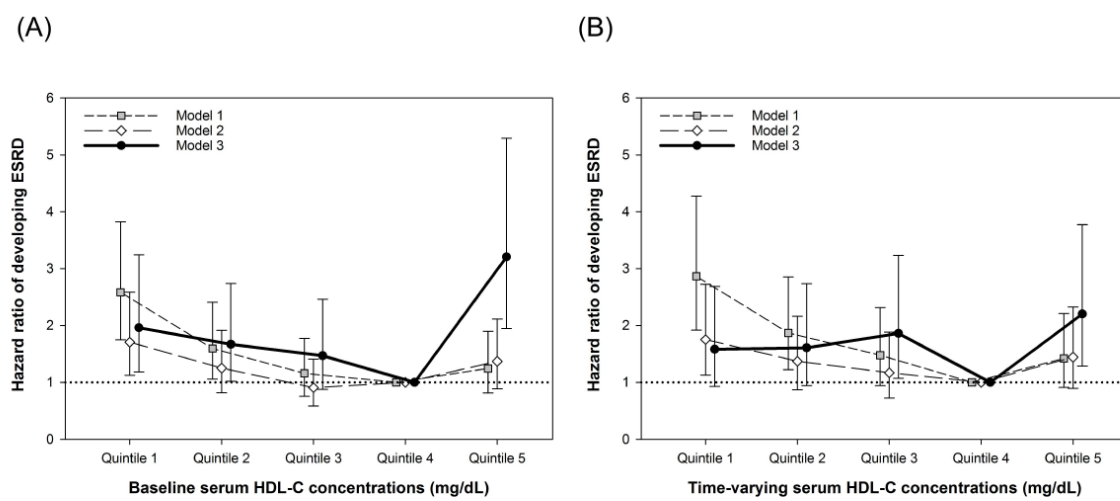 (A)
Hazard ratio of developing ESRD
6
5
4
3
2
1
0
Model 1
Model 2
Model 3
Quintile 1
Quintile 2
Quintile 3
Quintile 4
Quintile 5
Baseline serum HDL-C concentrations (mg/dL)
(B)
Hazard ratio of developing ESRD
6
5
4
3
2
1
0
Model 1
Model 2
Model 3
Quintile 1
Quintile 2
Quintile 3
Quintile 4
Quintile 5
Time-varying serum HDL-C concentrations (mg/dL)